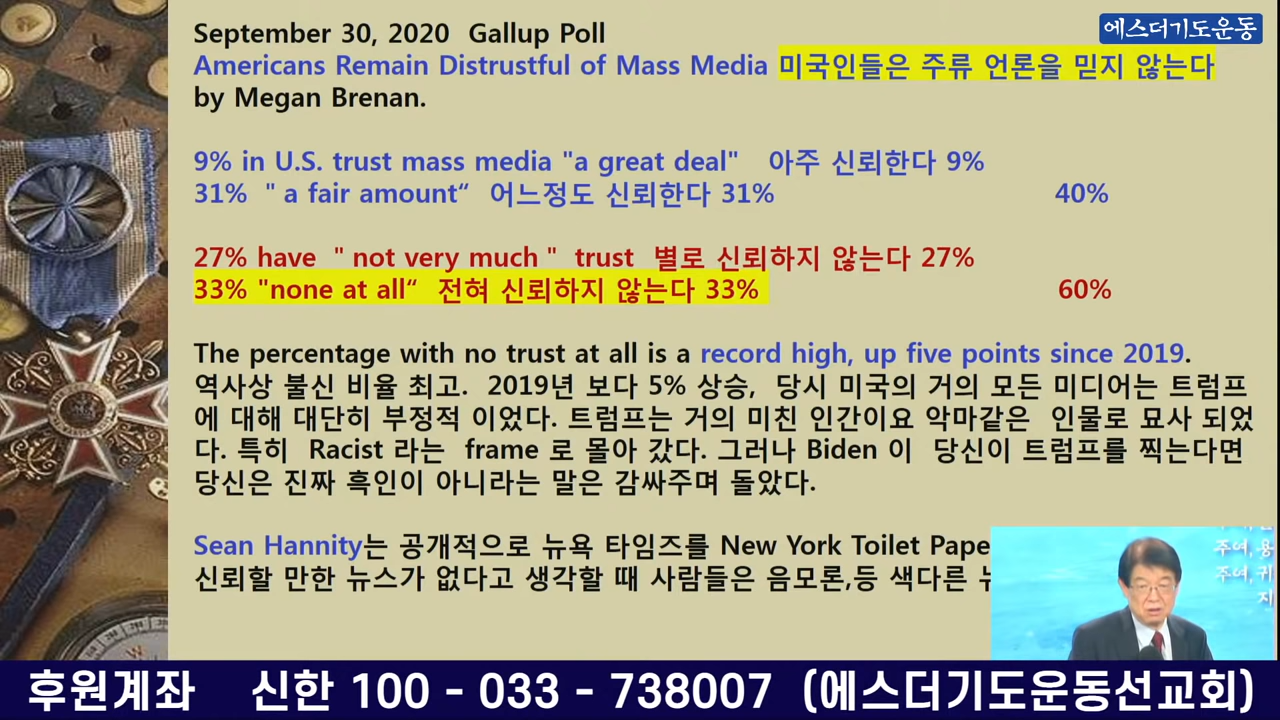 에스더기도운동
September 30, 2020 Gallup Poll
Americans Remain Distrustful of Mass Media 미국인들은 주류 언론을 믿지 않는다
by Megan Brenan.
9% in U.S. trust mass media "a great deal" 아주 신뢰한다 9%
31% " a fair amount“ 어느정도 신뢰한다 31% 40%
27% have " not very much " trust 별로 신뢰하지 않는다 27%
33% "none at all“ 전혀 신뢰하지 않는다 33% 60%
The percentage with no trust at all is a record high, up five points since 2019.
역사상 불신 비율 최고. 2019년 보다 5% 상승, 당시 미국의 거의 모든 미디어는 트럼프
에 대해 대단히 부정적 이었다. 트럼프는 거의 미친 인간이요 악마같은 인물로 묘사 되었
다. 특히 Racist 라는 frame 로 몰아 갔다. 그러나 Biden 이 당신이 트럼프를 찍는다면
당신은 진짜 흑인이 아니라는 말은 감싸주며 돌았다.
Sean Hannity는 공개적으로 뉴욕 타임즈를 New York Toilet Pape
신뢰할 만한 뉴스가 없다고 생각할 때 사람들은 음모론,등 색다른
주여, 용
주여, 귀
지
후원계좌 신한 100 - 033 - 738007 (에스더기도운동선교회)